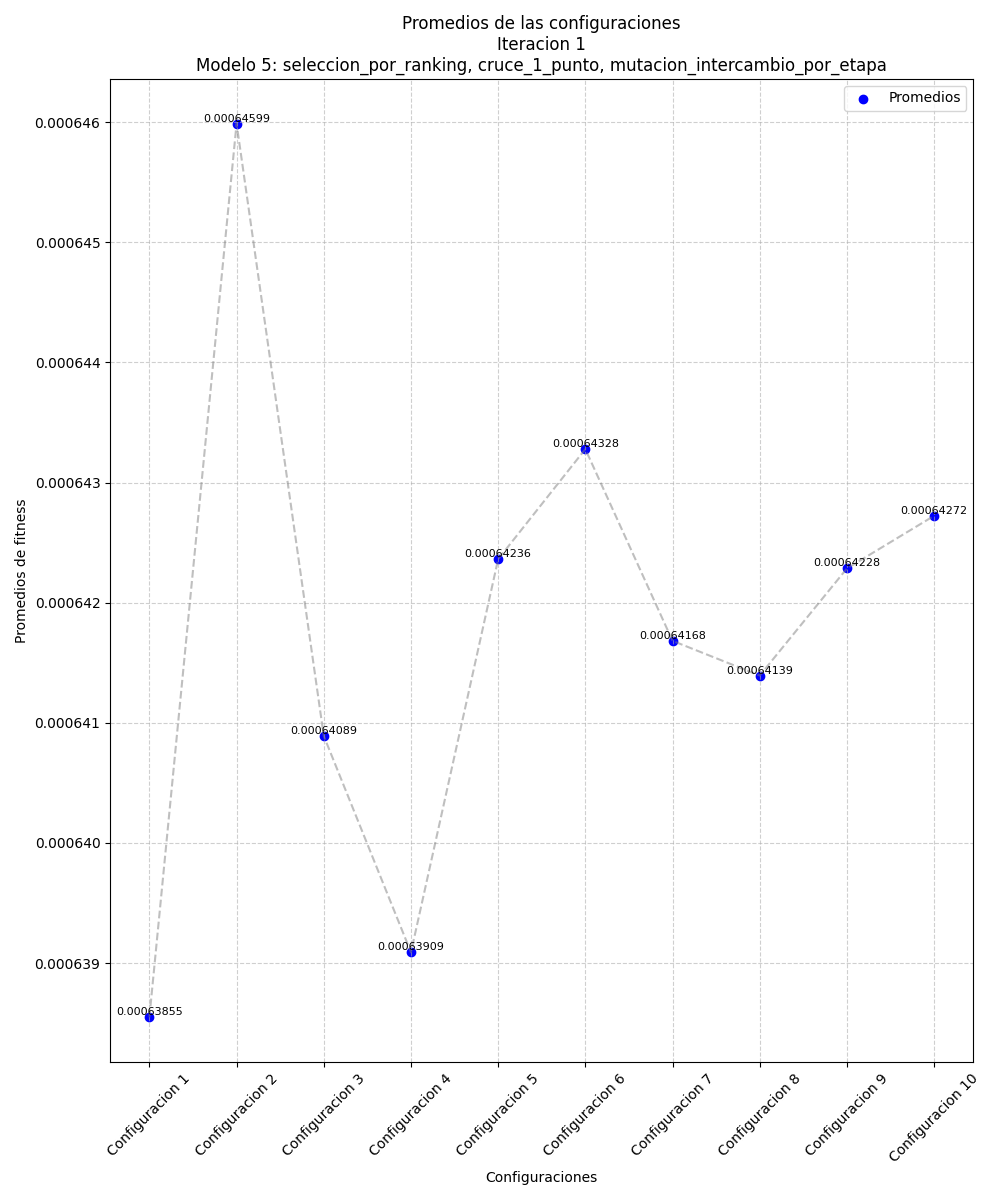 Promedios de las configuraciones
Iteracion 1
Modelo 5: seleccion_por_ranking, cruce_1_punto, mutacion_intercambio_por_etapa
Promedios
0.000646
0.000645
0.000644
0.000643
0.000642
0.000641
0.000640
0.000639
Promedios de fitness
0.00063855
0.00064599
0.00064089
0.00063909
0.00064236
0.00064328
0.00064168
0.00064139
0.00064228
0.00064272
Configuracion 1
Configuracion 2
Configuracion 3
Configuracion 4
Configuracion 5
Configuracion 6
Configuracion 7
Configuracion 8
Configuracion 9
Configuracion 10
Configuraciones